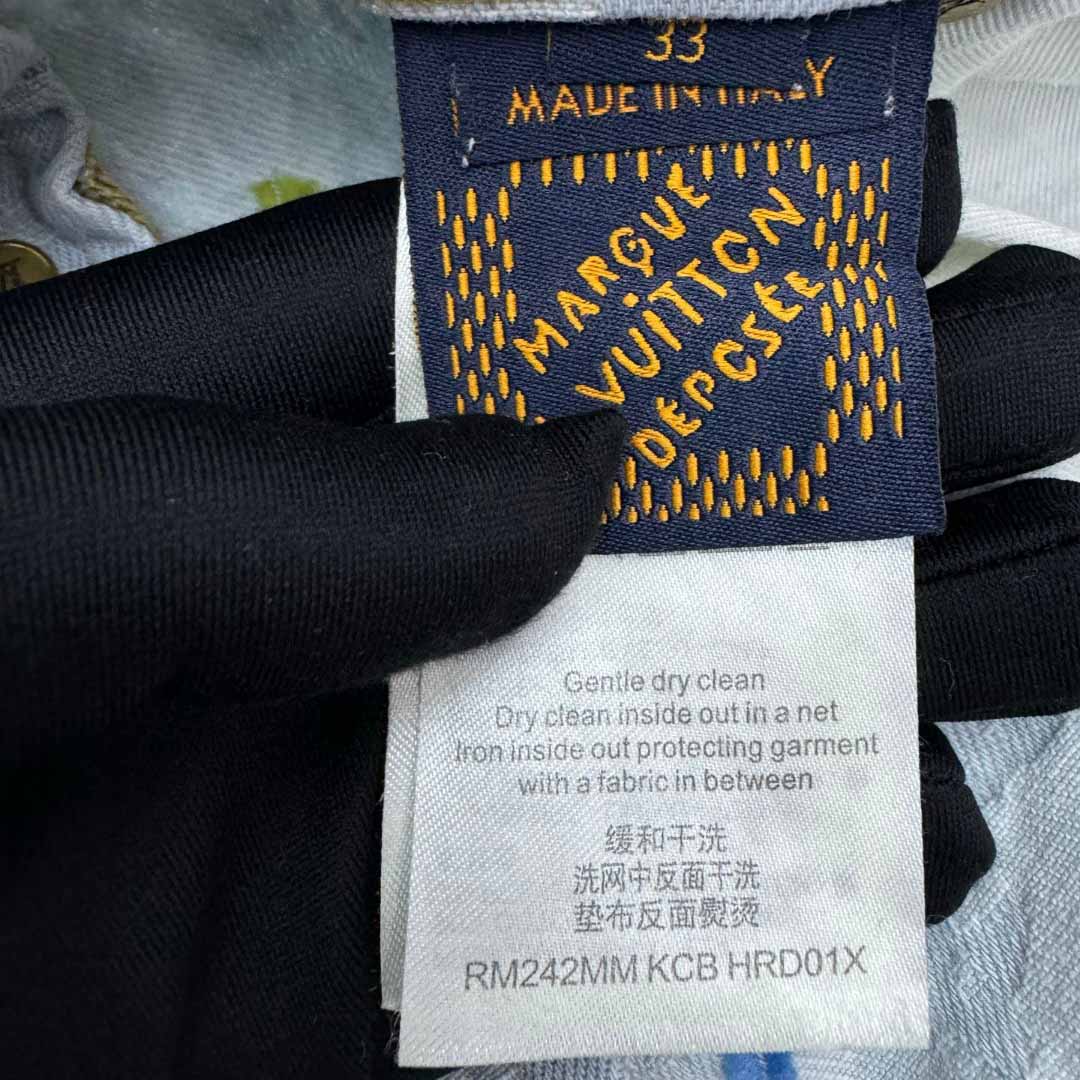 33
MADE IN ITALY
MARQUE
VUiTTCN
DEPCSÉE
Gentle dry clean
Dry clean inside out in a net
Iron inside out protecting garment
with a fabric in between
缓和干洗
洗网中反面干洗
垫布反面熨烫
RM242MM KCB HRD01X